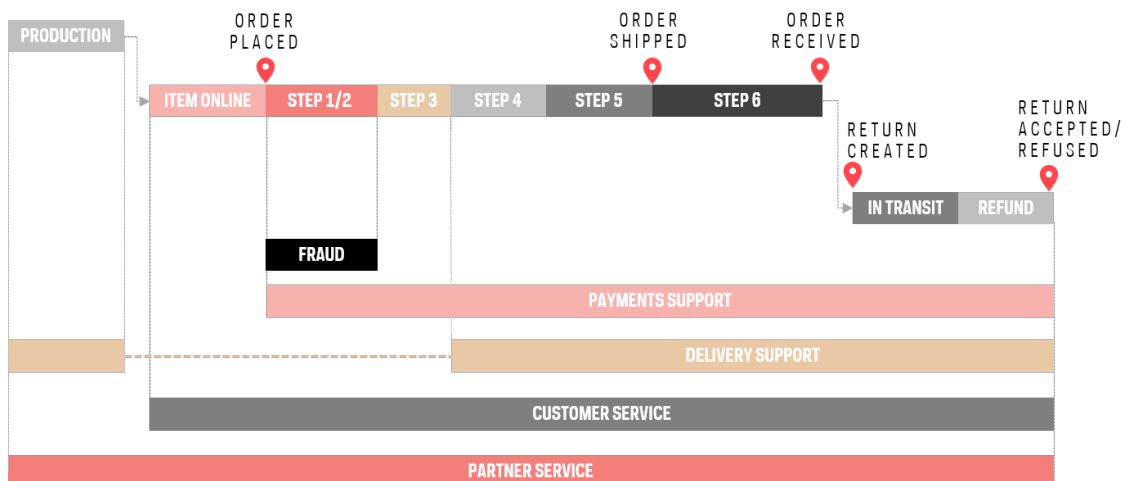 PRODUCTION
ORDER
PLACED
ORDER
SHIPPED
ORDER
RECEIVED
ITEM ONLINE
STEP 1/2
STEP 3
STEP 4
STEP 5
STEP 6
RETURN
CREATED
RETURN
ACCEPTED/
REFUSED
IN TRANSIT
REFUND
FRAUD
PAYMENTS SUPPORT
DELIVERY SUPPORT
CUSTOMER SERVICE
PARTNER SERVICE